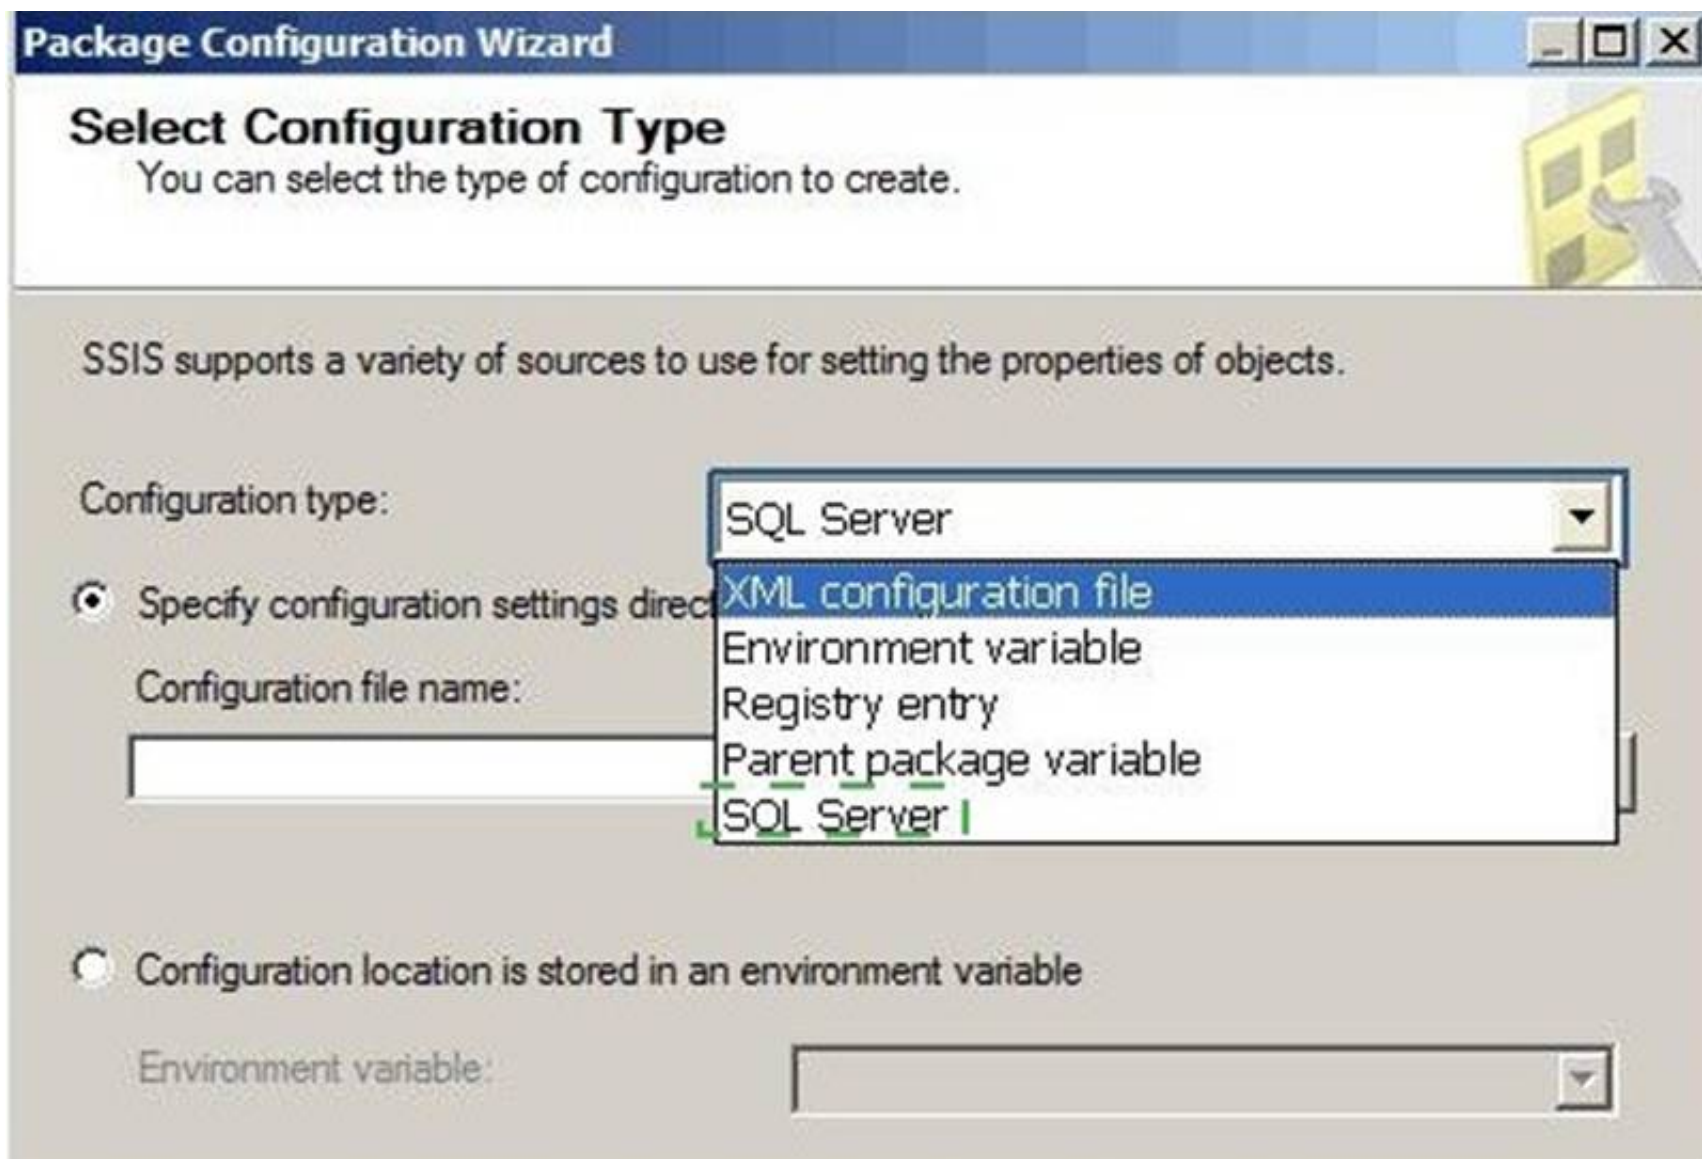 Package Configuration Wizard
Select Configuration Type
You can select the type of configuration to create.
SSIS supports a variety of sources to use for setting the properties of objects.
Configuration type:
SQL Server
XML configuration file
Specify configuration settings direc
Environment variable
Registry entry
Configuration file name:
Parent package variable
SQL Server
Configuration location is stored in an environment variable
Environment variable: